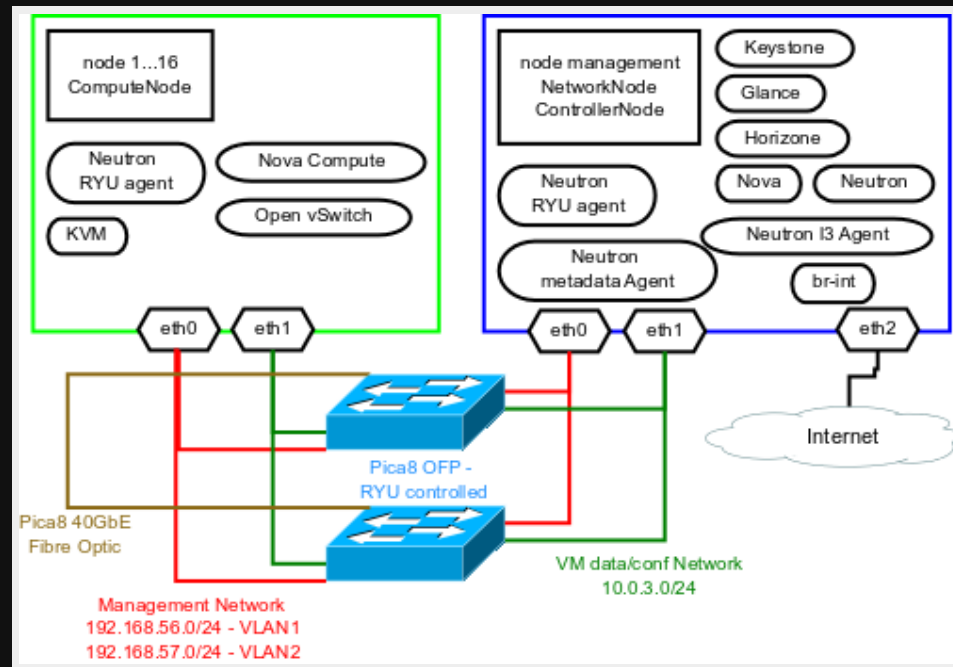 node 1...16
ComputeNode
Neutron
RYU agent
Nova Compute
Open vSwitch
KVM
eth0
eth1
node management
NetworkNode
ControllerNode
Keystone
Glance
Horizone
Nova
Neutron
Neutron
RYU agent
Neutron l3 Agent
Neutron
metadata Agent
br-int
eth0
eth1
eth2
Internet
Pica8 OFP -
RYU controlled
Pica8 40GbE
Fibre Optic
VM data/conf Network
10.0.3.0/24
Management Network
192.168.56.0/24 - VLAN1
192.168.57.0/24 - VLAN2